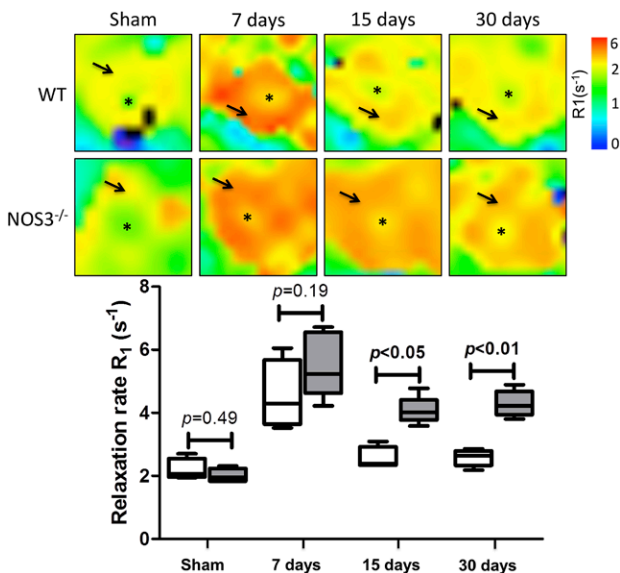 Sham 7 days 15 days 30 days
WT
*
*
*
*
NOS3-/-
*
*
*
*
6
2
1
0
R1(s-1)
Relaxation rate R1 (s-1)
8
6
4
2
0
p=0.49
p=0.19
p<0.05
p<0.01
Sham 7 days 15 days 30 days